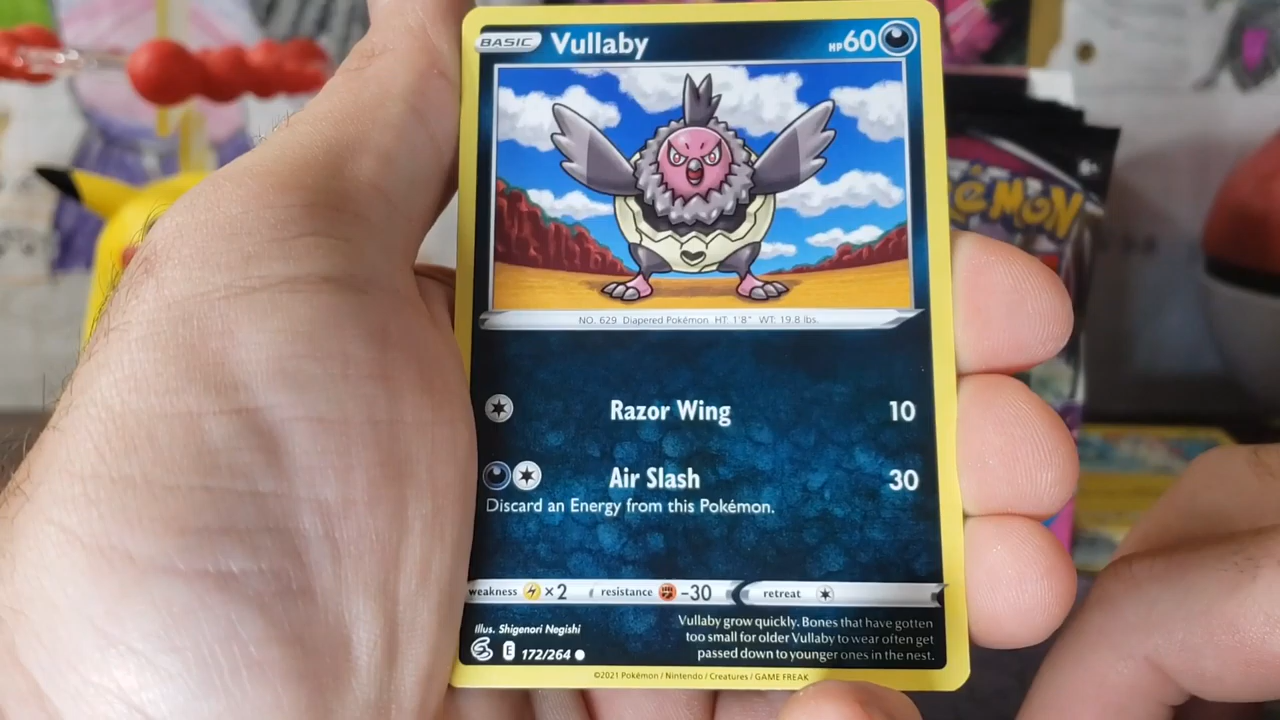 BASIC Vullaby HP60
NO. 629 Diapered Pokémon HT: 1'8" WT: 19.8 lbs.
Razor Wing 10
Air Slash 30
Discard an Energy from this Pokémon.
weakness ×2 resistance -30 retreat
Illus. Shigenori Negishi
E 172/264
Vullaby grow quickly. Bones that have gotten
too small for older Vullaby to wear often get
passed down to younger ones in the nest.
©2021 Pokémon / Nintendo / Creatures / GAME FREAK
POKÉMON
6+